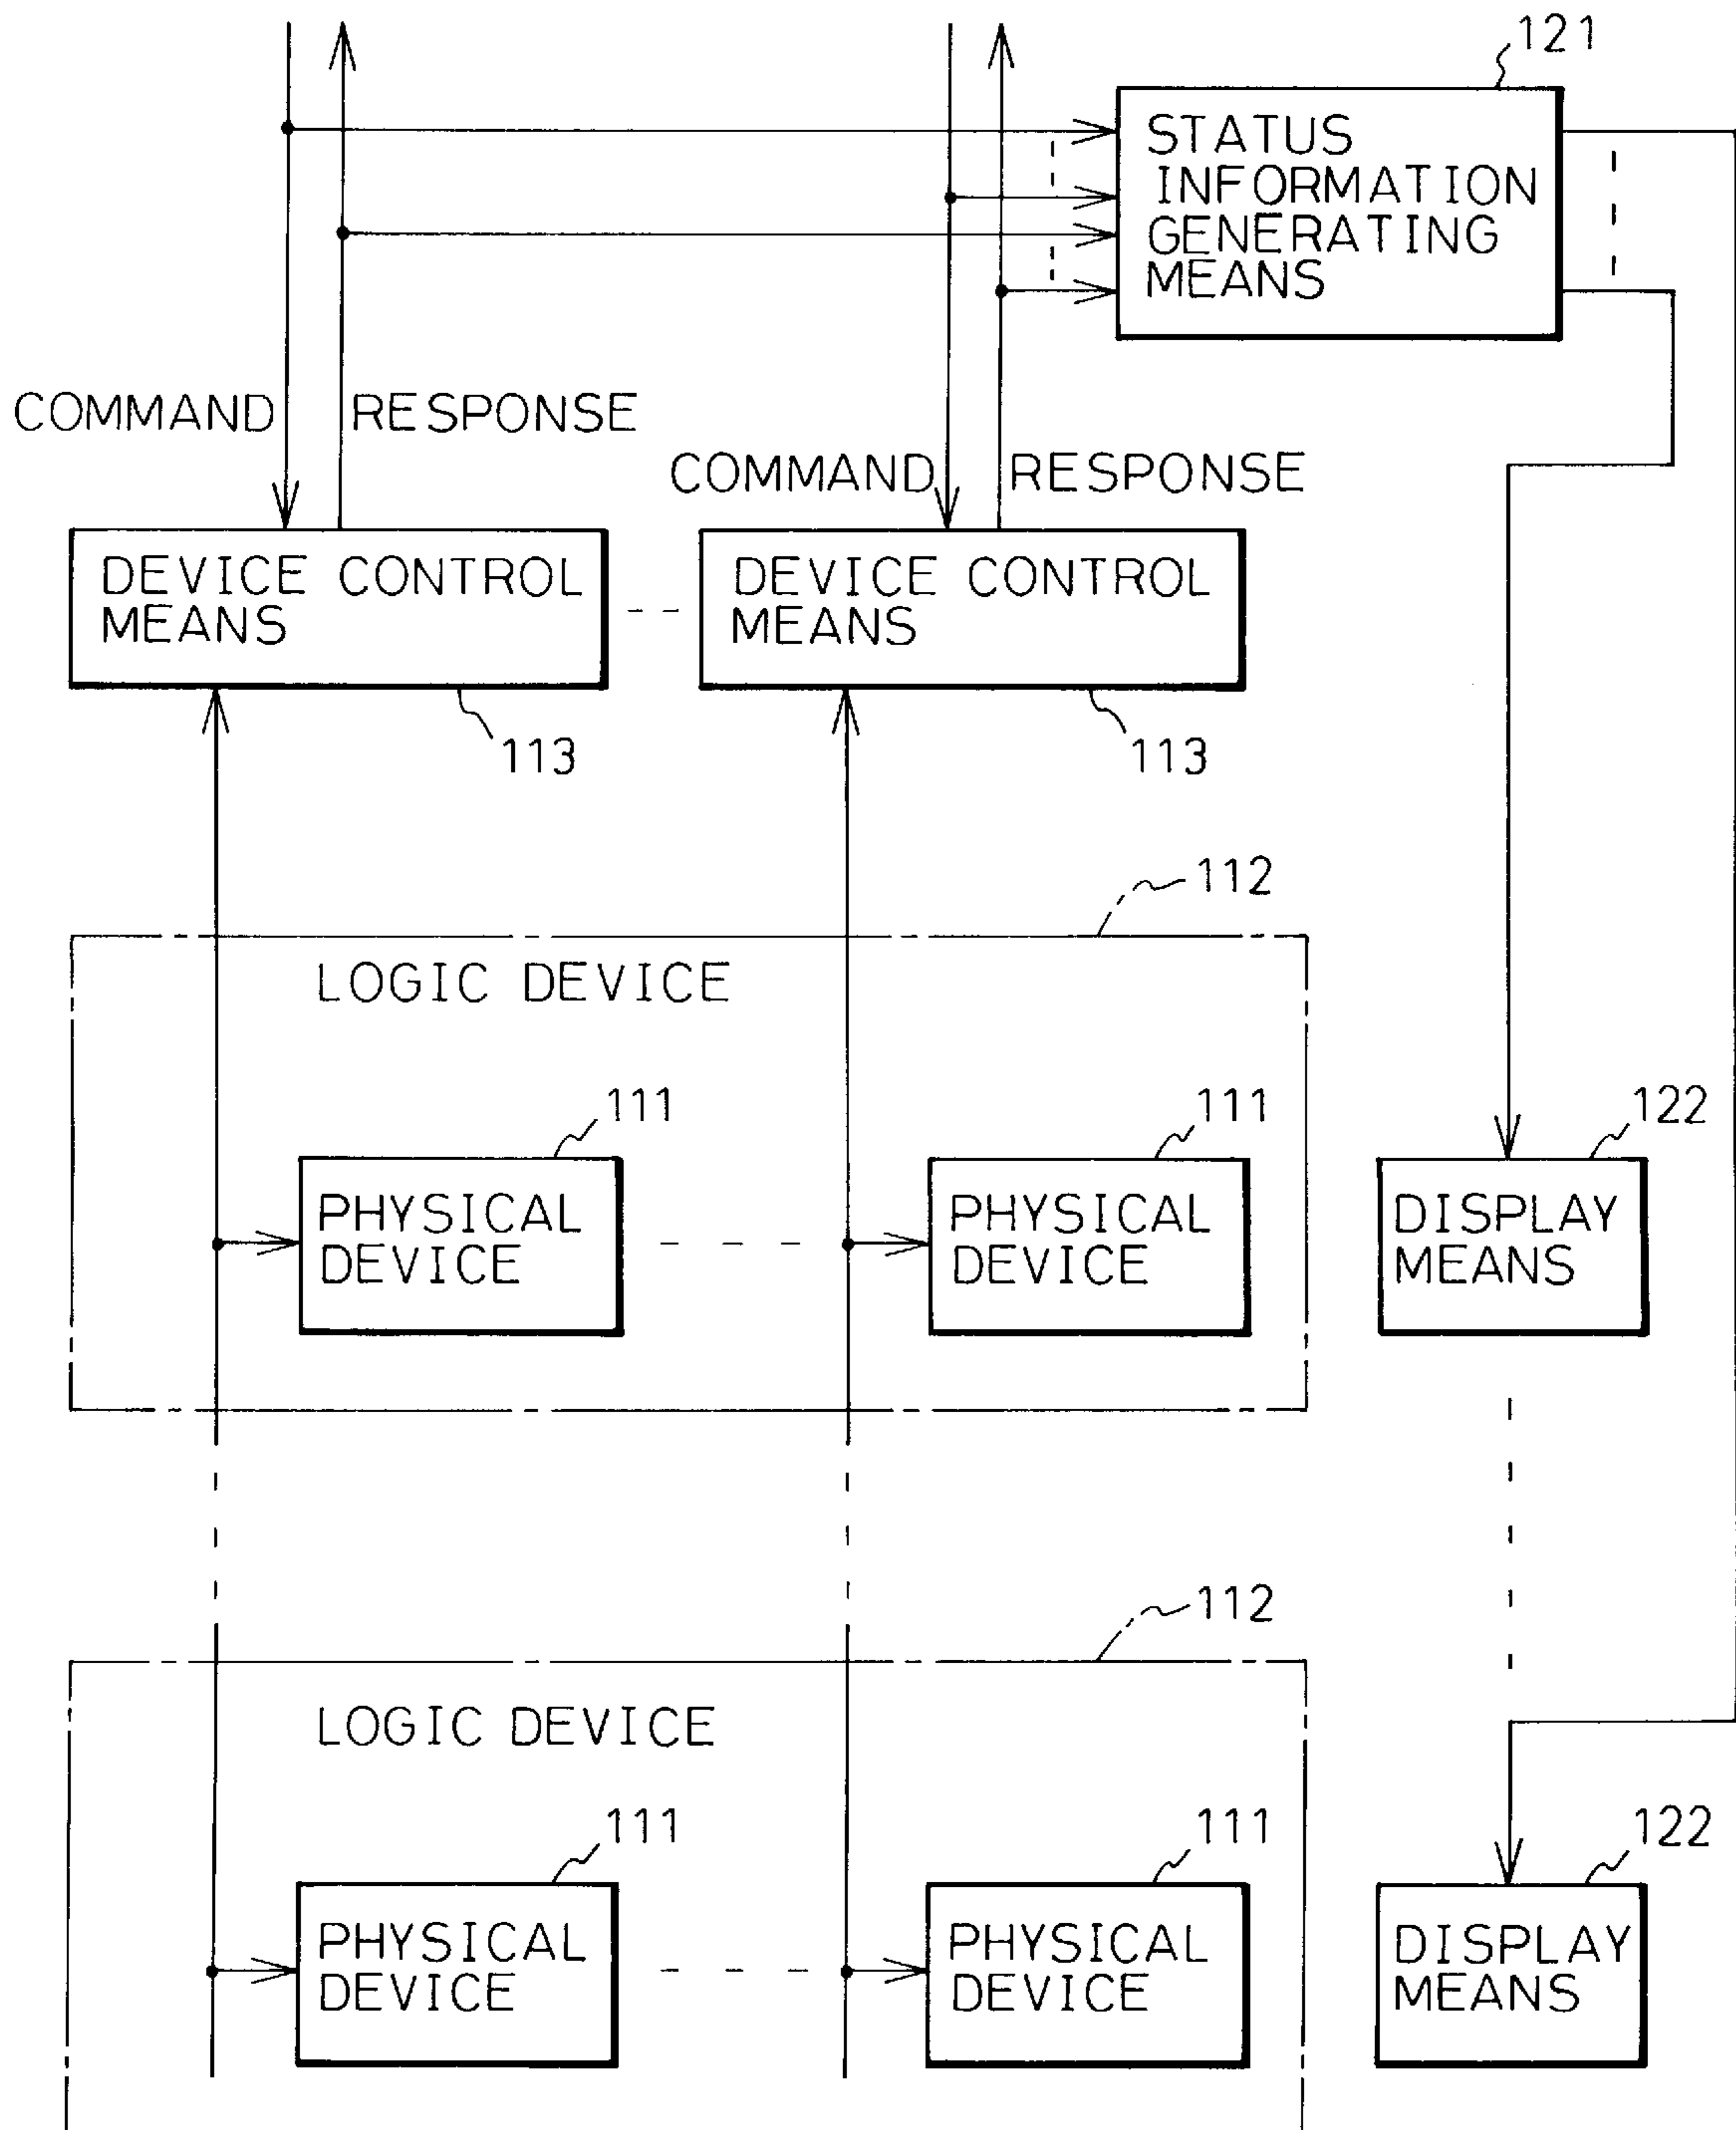 121
STATUS
INFORMATION
GENERATING
MEANS
COMMAND
RESPONSE
COMMAND
RESPONSE
DEVICE CONTROL
MEANS
DEVICE CONTROL
MEANS
113
113
112
LOGIC DEVICE
111
111
122
PHYSICAL
DEVICE
PHYSICAL
DEVICE
DISPLAY
MEANS
112
LOGIC DEVICE
111
111
122
PHYSICAL
DEVICE
PHYSICAL
DEVICE
DISPLAY
MEANS